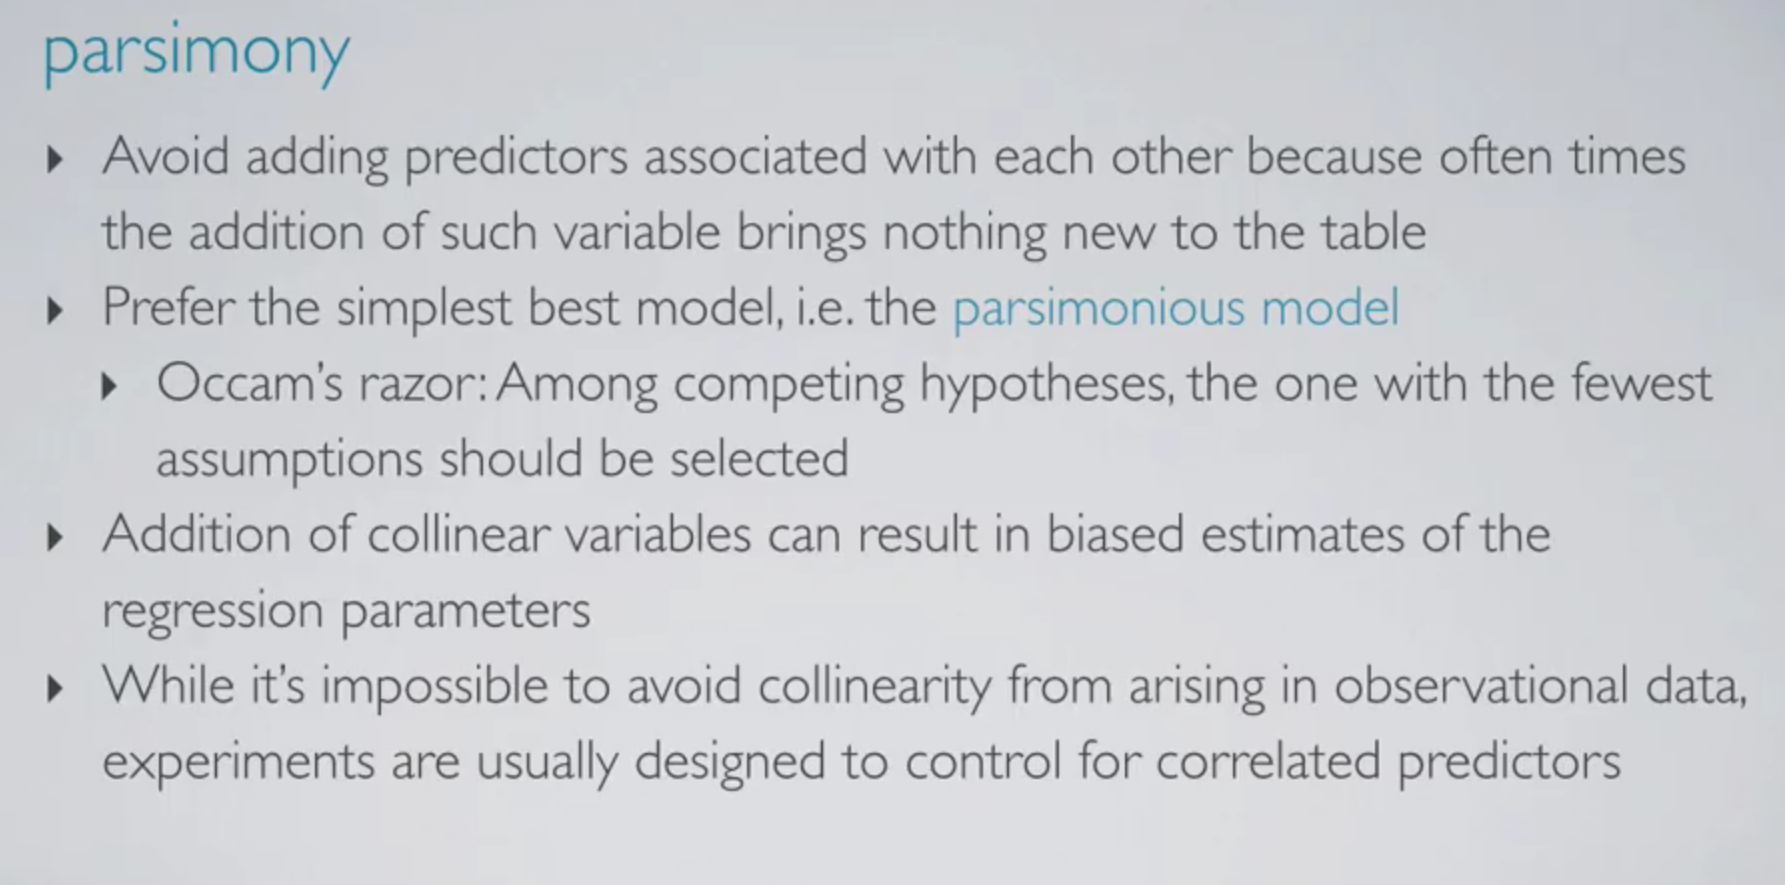 parsimony
Avoid adding predictors associated with each other because often times
the addition of such variable brings nothing new to the table
Prefer the simplest best model, i.e. the parsimonious model
Occam's razor: Among competing hypotheses, the one with the fewest
assumptions should be selected
Addition of collinear variables can result in biased estimates of the
regression parameters
While it's impossible to avoid collinearity from arising in observational data,
experiments are usually designed to control for correlated predictors